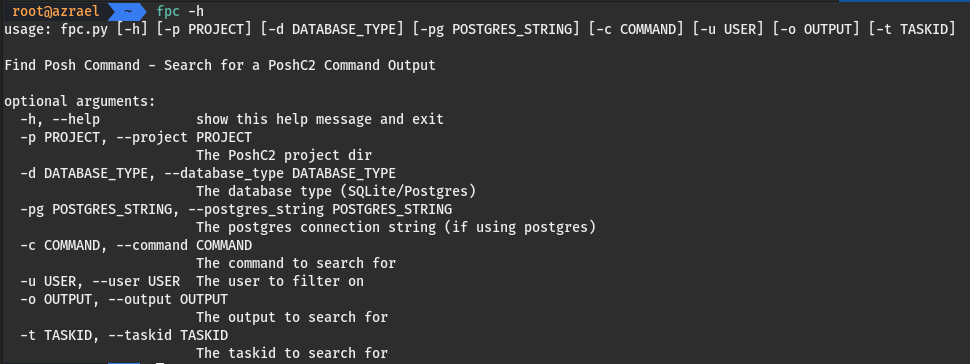 root@azrael ~ fpc -h
usage: fpc.py [-h] [-p PROJECT] [-d DATABASE_TYPE] [-pg POSTGRES_STRING] [-c COMMAND] [-u USER] [-o OUTPUT] [-t TASKID]

Find Posh Command - Search for a PoshC2 Command Output

optional arguments:
  -h, --help            show this help message and exit
  -p PROJECT, --project PROJECT
                        The PoshC2 project dir
  -d DATABASE_TYPE, --database_type DATABASE_TYPE
                        The database type (SQLite/Postgres)
  -pg POSTGRES_STRING, --postgres_string POSTGRES_STRING
                        The postgres connection string (if using postgres)
  -c COMMAND, --command COMMAND
                        The command to search for
  -u USER, --user USER  The user to filter on
  -o OUTPUT, --output OUTPUT
                        The output to search for
  -t TASKID, --taskid TASKID
                        The taskid to search for